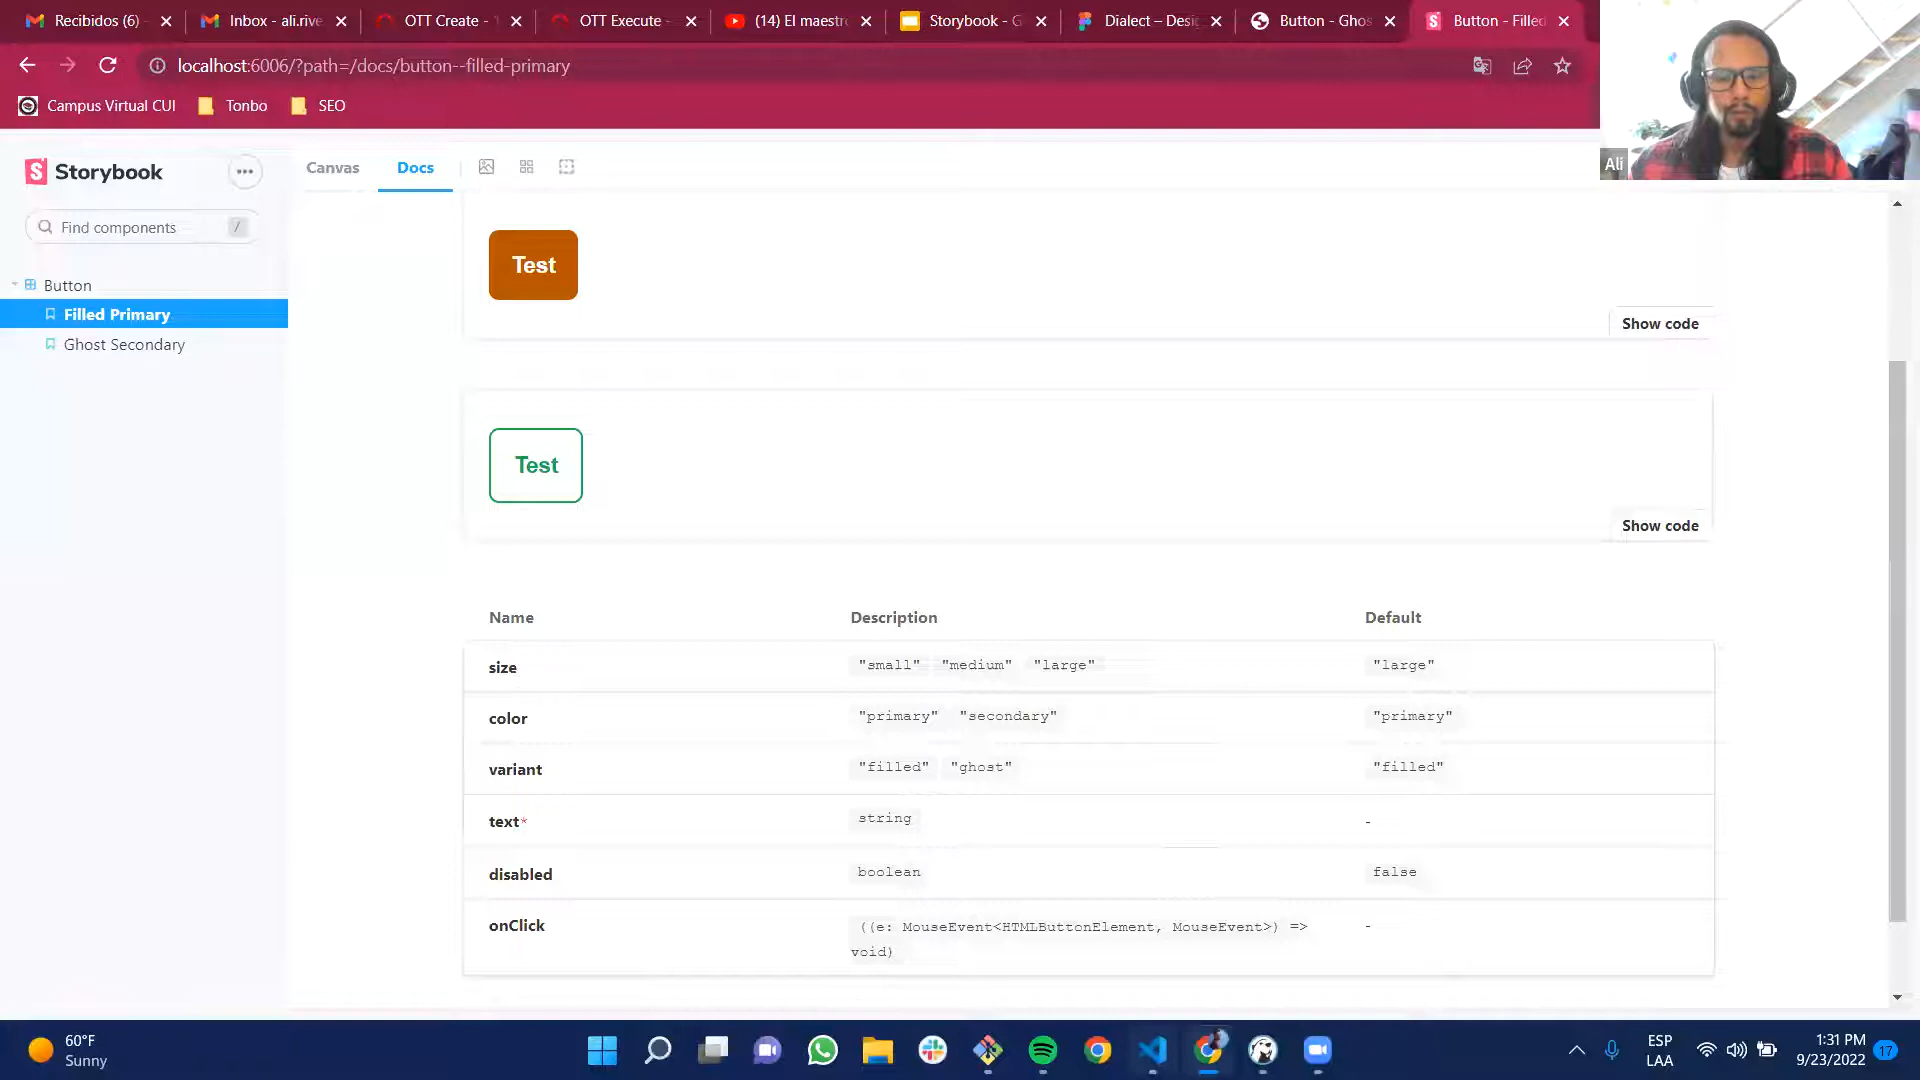 Recibidos (6)
Inbox - ali.rive
OTT Create -
OTT Execute -
(14) El maestr
Storybook - G
Dialect – Desi
Button - Ghos
Button - Filled
localhost:6006/?path=/docs/button--filled-primary
Campus Virtual CUI
Tonbo
SEO
Ali
Storybook
Canvas
Docs
Find components
/
Button
Filled Primary
Ghost Secondary
Test
Show code
Test
Show code
Name Description Default
size "small" "medium" "large" "large"
color "primary" "secondary" "primary"
variant "filled" "ghost" "filled"
text* string -
disabled boolean false
onClick ((e: MouseEvent<HTMLButtonElement, MouseEvent>) => -
void)
60°F
Sunny
ESP
LAA
1:31 PM
9/23/2022
17